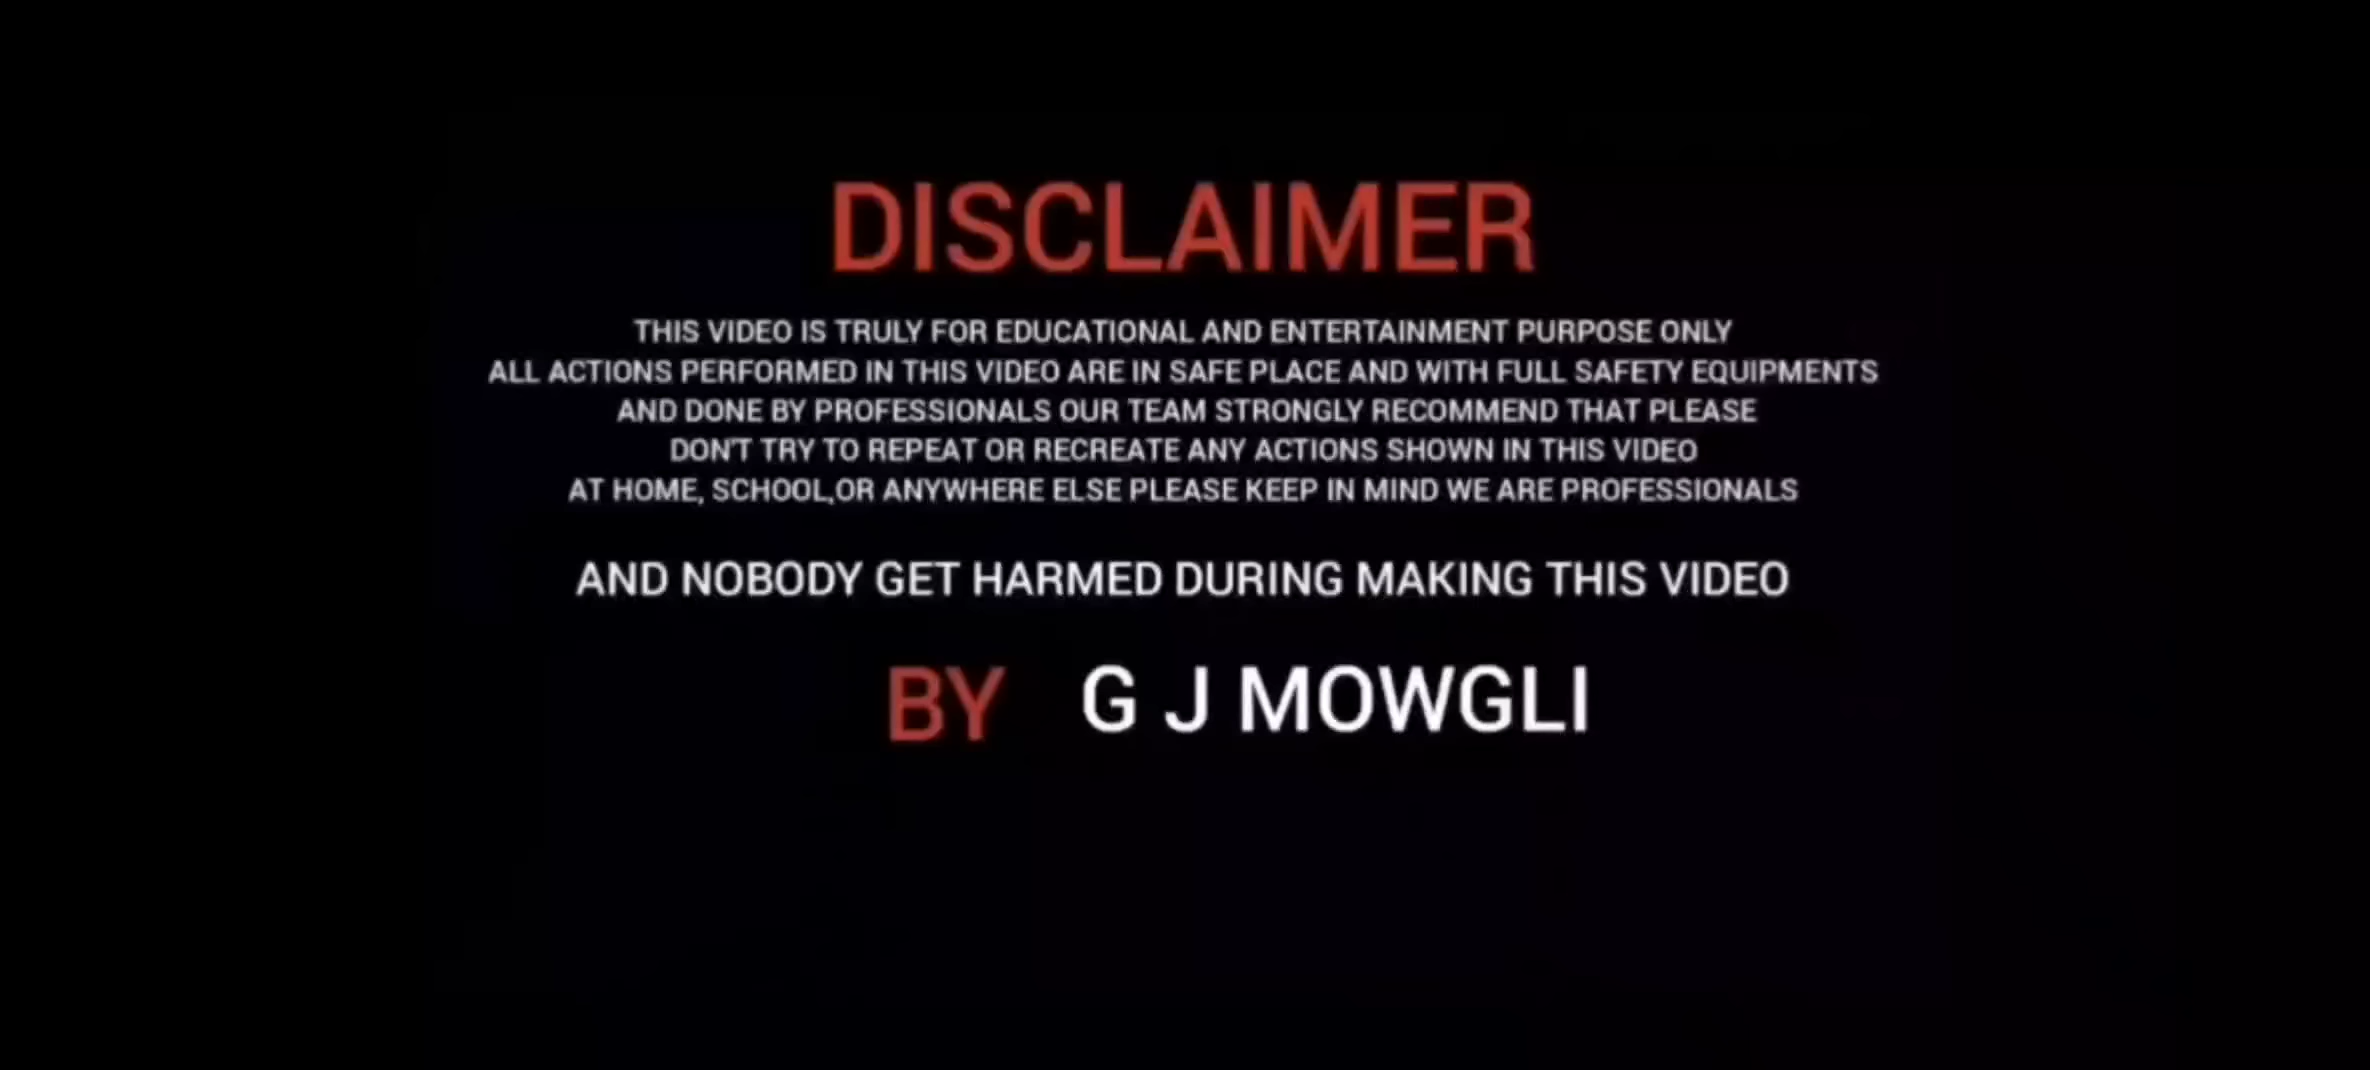 DISCLAIMER
THIS VIDEO IS TRULY FOR EDUCATIONAL AND ENTERTAINMENT PURPOSE ONLY
ALL ACTIONS PERFORMED IN THIS VIDEO ARE IN SAFE PLACE AND WITH FULL SAFETY EQUIPMENTS
AND DONE BY PROFESSIONALS OUR TEAM STRONGLY RECOMMEND THAT PLEASE
DON'T TRY TO REPEAT OR RECREATE ANY ACTIONS SHOWN IN THIS VIDEO
AT HOME, SCHOOL,OR ANYWHERE ELSE PLEASE KEEP IN MIND WE ARE PROFESSIONALS
AND NOBODY GET HARMED DURING MAKING THIS VIDEO
BY G J MOWGLI